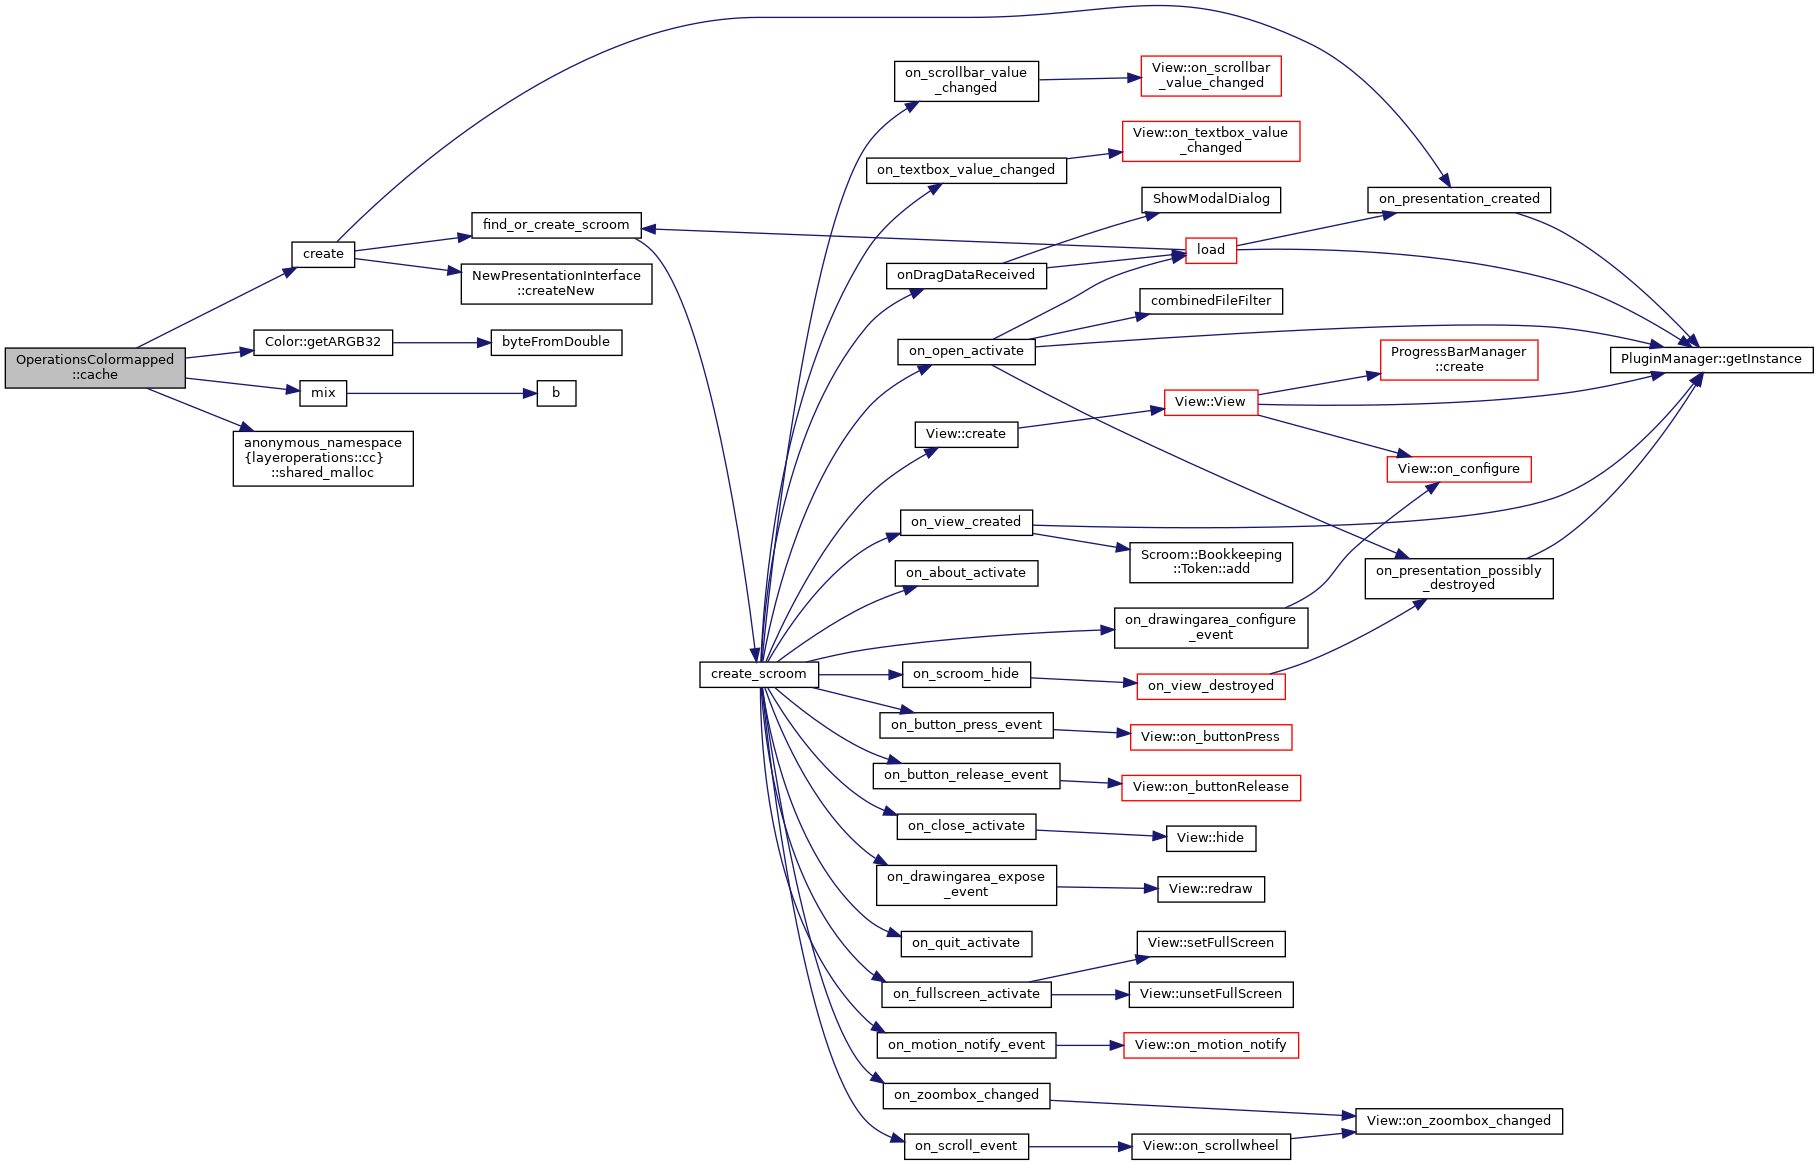 OperationsColormapped
::cache
create
Color::getARGB32
mix
anonymous_namespace
{layeroperations::cc}
::shared_malloc
find_or_create_scroom
NewPresentationInterface
::createNew
byteFromDouble
b
create_scroom
on_scrollbar_value
_changed
on_textbox_value_changed
onDragDataReceived
on_open_activate
View::create
on_view_created
on_about_activate
on_drawingarea_configure
_event
on_scroom_hide
on_button_press_event
on_button_release_event
on_close_activate
on_drawingarea_expose
_event
on_quit_activate
on_fullscreen_activate
on_motion_notify_event
on_zoombox_changed
on_scroll_event
View::on_scrollbar
_value_changed
View::on_textbox_value
_changed
ShowModalDialog
load
combinedFileFilter
View::View
Scroom::Bookkeeping
::Token::add
on_view_destroyed
View::on_buttonPress
View::on_buttonRelease
View::hide
View::redraw
View::setFullScreen
View::unsetFullScreen
View::on_motion_notify
View::on_scrollwheel
on_presentation_created
ProgressBarManager
::create
View::on_configure
on_presentation_possibly
_destroyed
View::on_zoombox_changed
PluginManager::getInstance